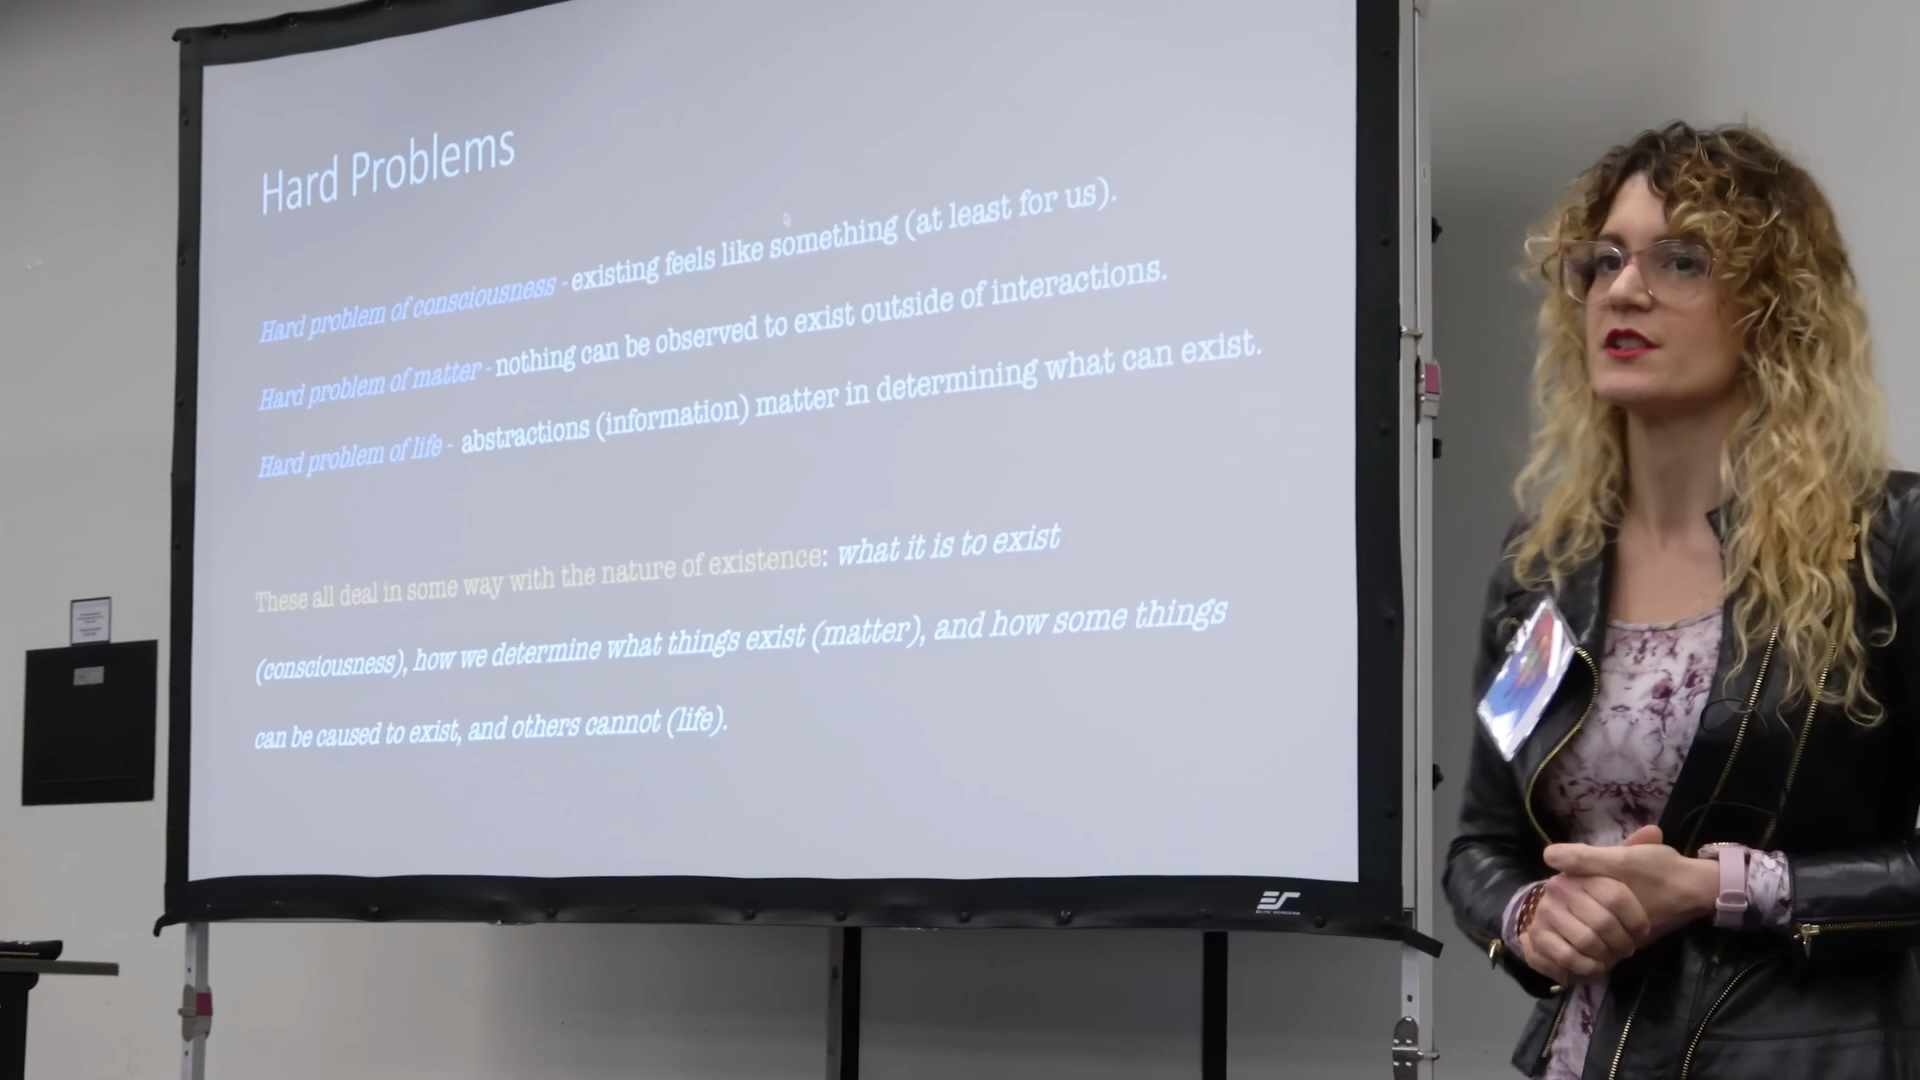 Hard Problems
Hard problem of consciousness - existing feels like something (at least for us).
Hard problem of matter - nothing can be observed to exist outside of interactions.
Hard problem of life - abstractions (information) matter in determining what can exist.
These all deal in some way with the nature of existence: what it is to exist
(consciousness), how we determine what things exist (matter), and how some things
can be caused to exist, and others cannot (life).
ES
ELITE SCREENS